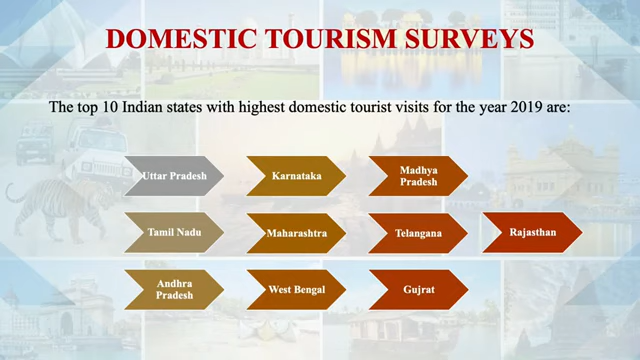 DOMESTIC TOURISM SURVEYS
The top 10 Indian states with highest domestic tourist visits for the year 2019 are:
Uttar Pradesh
Tamil Nadu
Andhra
Pradesh
Karnataka
Maharashtra
West Bengal
Madhya
Pradesh
Telangana
Gujrat
Rajasthan